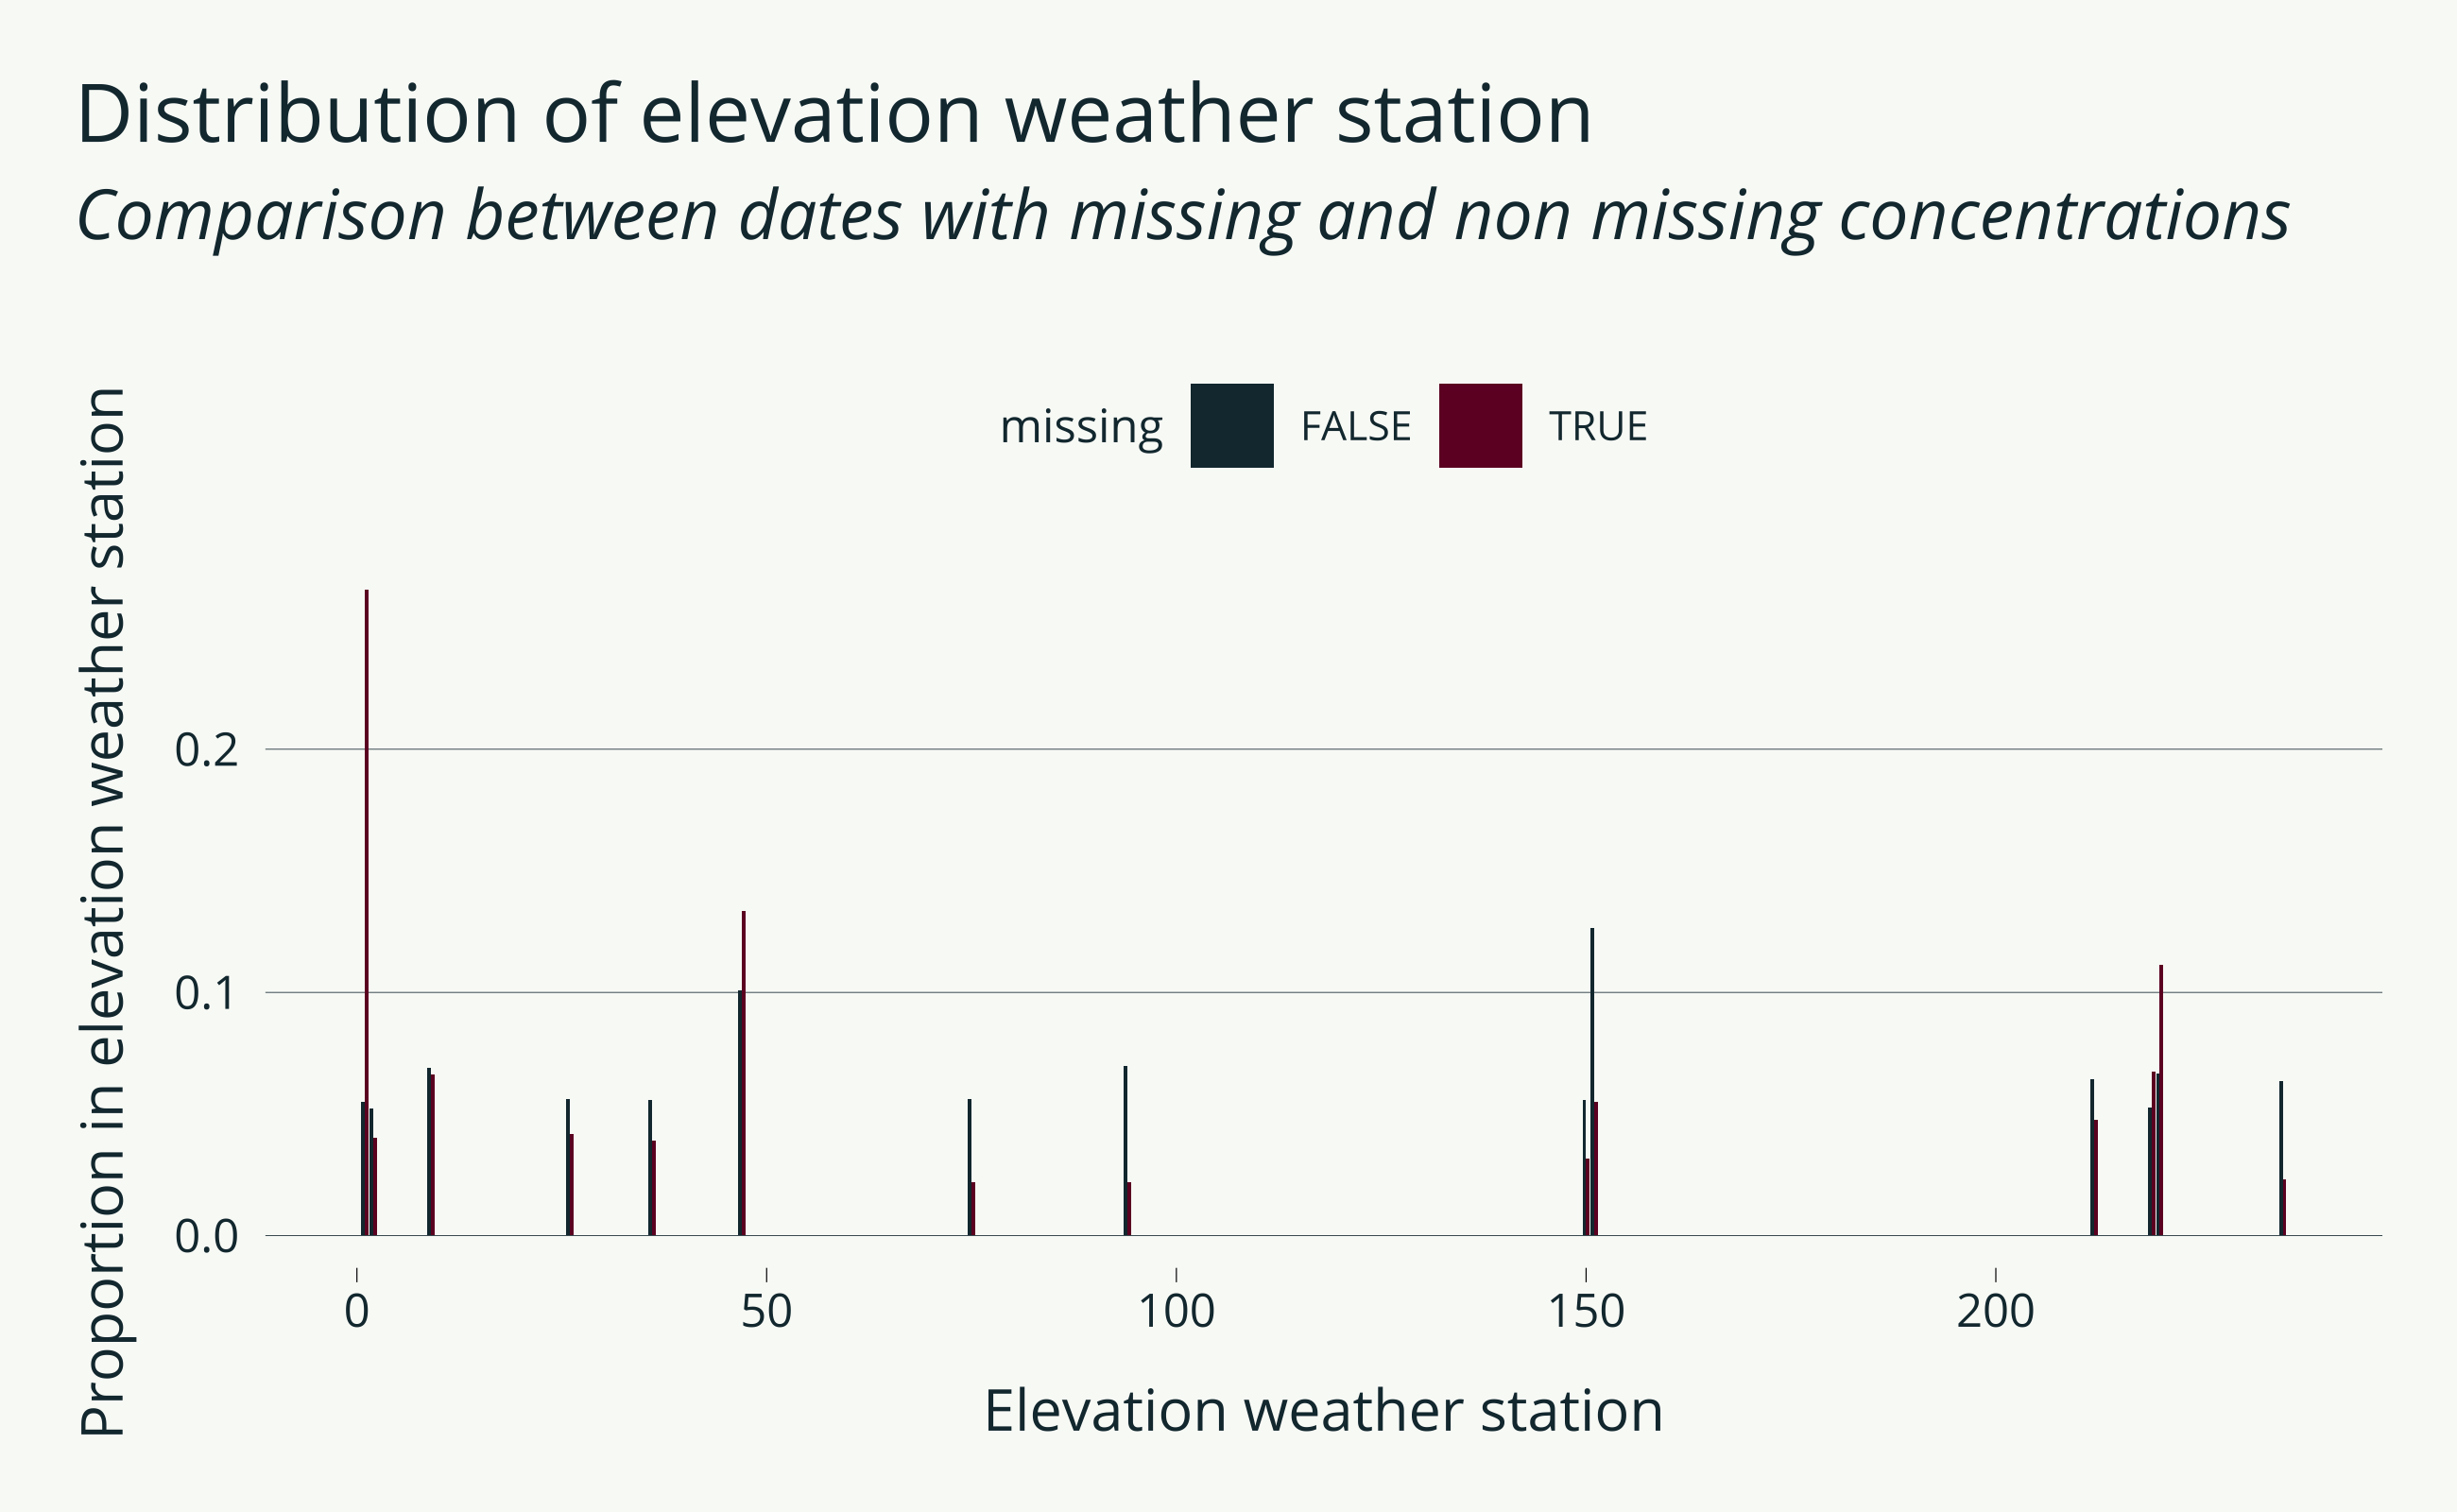 Distribution of elevation weather station
Comparison between dates with missing and non missing concentrations
missing FALSE TRUE
Proportion in elevation weather station
0.2
0.1
0.0
0 50 100 150 200
Elevation weather station